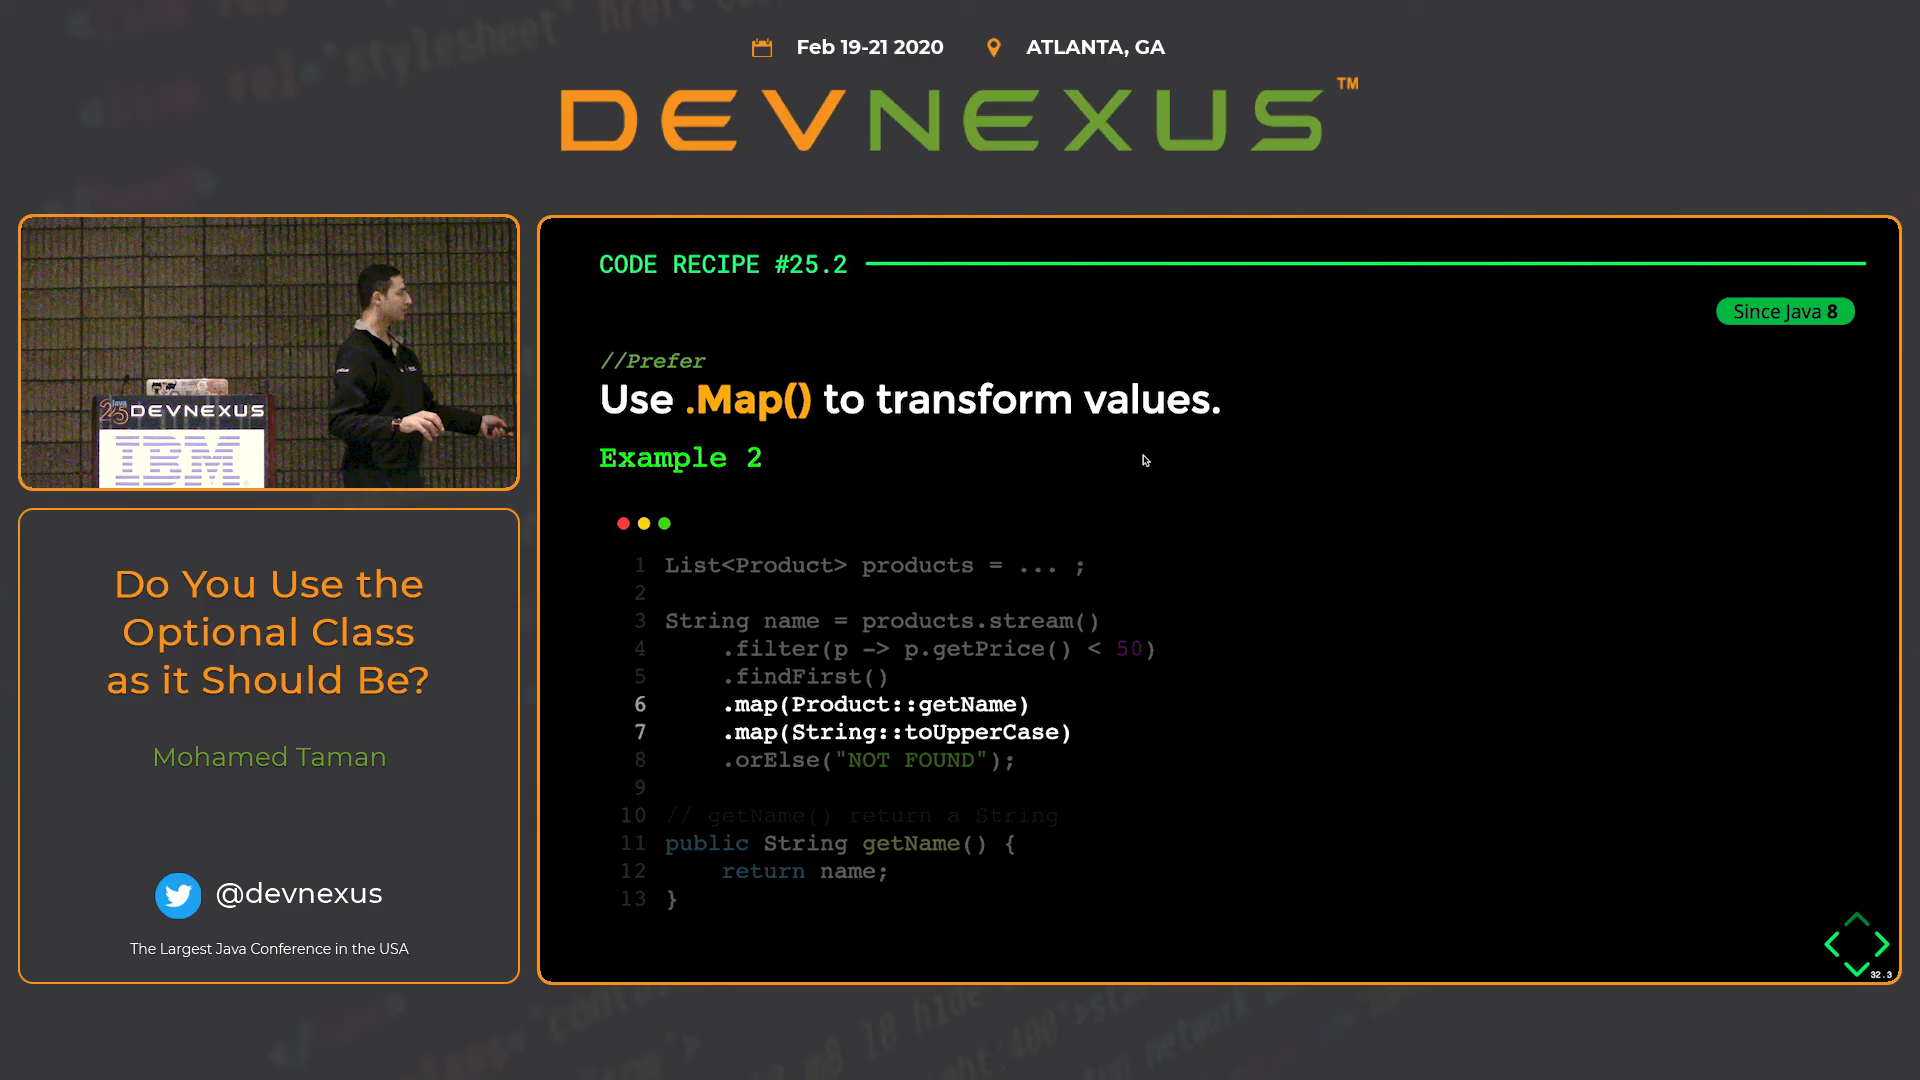 Feb 19-21 2020
ATLANTA, GA
DEVNEXUS™
25 DEVNEXUS
IBM
Do You Use the
Optional Class
as it Should Be?
Mohamed Taman
@devnexus
The Largest Java Conference in the USA
CODE RECIPE #25.2
Since Java 8
//Prefer
Use .Map() to transform values.
Example 2
1 List<Product> products = ... ;
2
3 String name = products.stream()
4 .filter(p -> p.getPrice() < 50)
5 .findFirst()
6 .map(Product::getName)
7 .map(String::toUpperCase)
8 .orElse("NOT FOUND");
9
10 // getName() return a String
11 public String getName() {
12 return name;
13 }
32.3